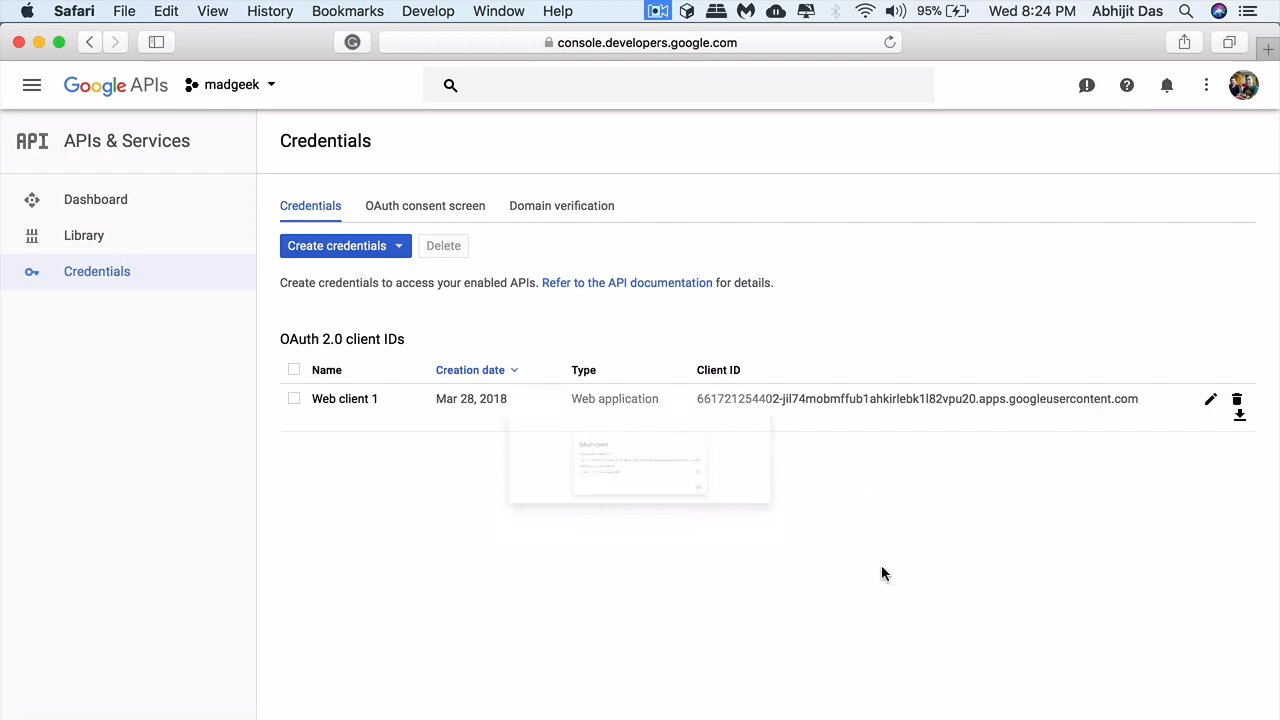 Safari File Edit View History Bookmarks Develop Window Help 95% Wed 8:24 PM Abhijit Das
console.developers.google.com
Google APIs madgeek
API APIs & Services
Credentials
Dashboard
Library
Credentials
Credentials OAuth consent screen Domain verification
Create credentials Delete
Create credentials to access your enabled APIs. Refer to the API documentation for details.
OAuth 2.0 client IDs
Name Creation date Type Client ID
Web client 1 Mar 28, 2018 Web application 661721254402-jil74mobmffub1ahkirlebk1l82vpu20.apps.googleusercontent.com
OAuth client